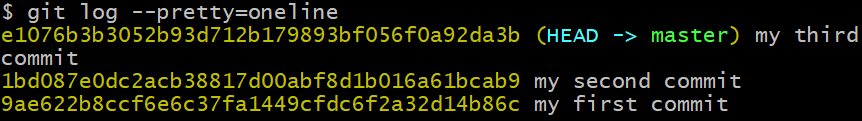 $ git log --pretty=oneline
e1076b3b3052b93d712b179893bf056f0a92da3b (HEAD -> master) my third
commit
1bd087e0dc2acb38817d00abf8d1b016a61bcab9 my second commit
9ae622b8ccf6e6c37fa1449cfdc6f2a32d14b86c my first commit